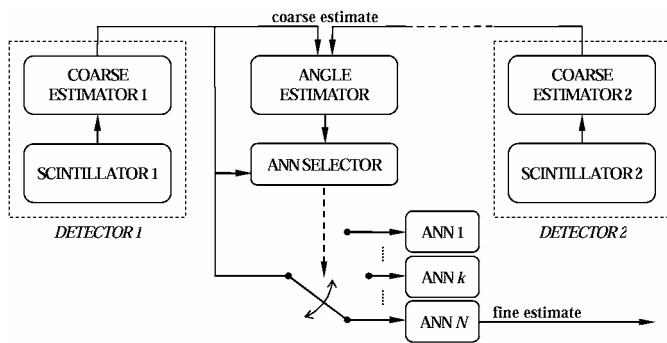 coarse estimate
COARSE
ESTIMATOR 1
SCINTILLATOR 1
DETECTOR 1
ANGLE
ESTIMATOR
ANN SELECTOR
COARSE
ESTIMATOR 2
SCINTILLATOR 2
DETECTOR 2
ANN 1
ANN k
ANN N
fine estimate